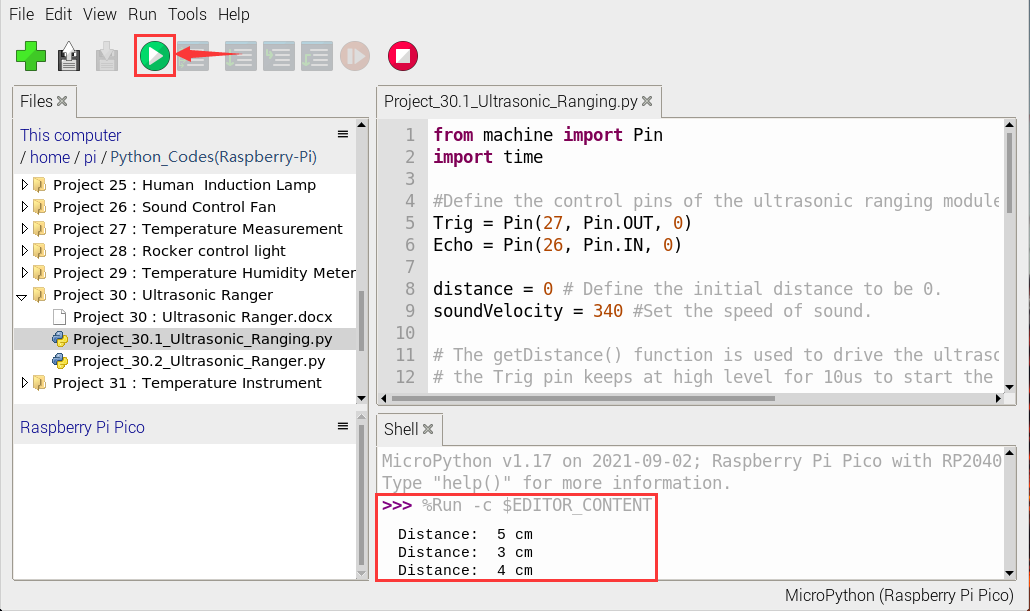 File Edit View Run Tools Help
Files
This computer
/ home / pi / Python_Codes(Raspberry-Pi)
Project 25 : Human  Induction Lamp
Project 26 : Sound Control Fan
Project 27 : Temperature Measurement
Project 28 : Rocker control light
Project 29 : Temperature Humidity Meter
Project 30 : Ultrasonic Ranger
Project 30 : Ultrasonic Ranger.docx
Project_30.1_Ultrasonic_Ranging.py
Project_30.2_Ultrasonic_Ranger.py
Project 31 : Temperature Instrument
Raspberry Pi Pico
Project_30.1_Ultrasonic_Ranging.py
1 from machine import Pin
2 import time
3
4 #Define the control pins of the ultrasonic ranging module
5 Trig = Pin(27, Pin.OUT, 0)
6 Echo = Pin(26, Pin.IN, 0)
7
8 distance = 0 # Define the initial distance to be 0.
9 soundVelocity = 340 #Set the speed of sound.
10
11 # The getDistance() function is used to drive the ultraso
12 # the Trig pin keeps at high level for 10us to start the
Shell
MicroPython v1.17 on 2021-09-02; Raspberry Pi Pico with RP2040
Type "help()" for more information.
>>> %Run -c $EDITOR_CONTENT
Distance:  5 cm
Distance:  3 cm
Distance:  4 cm
MicroPython (Raspberry Pi Pico)